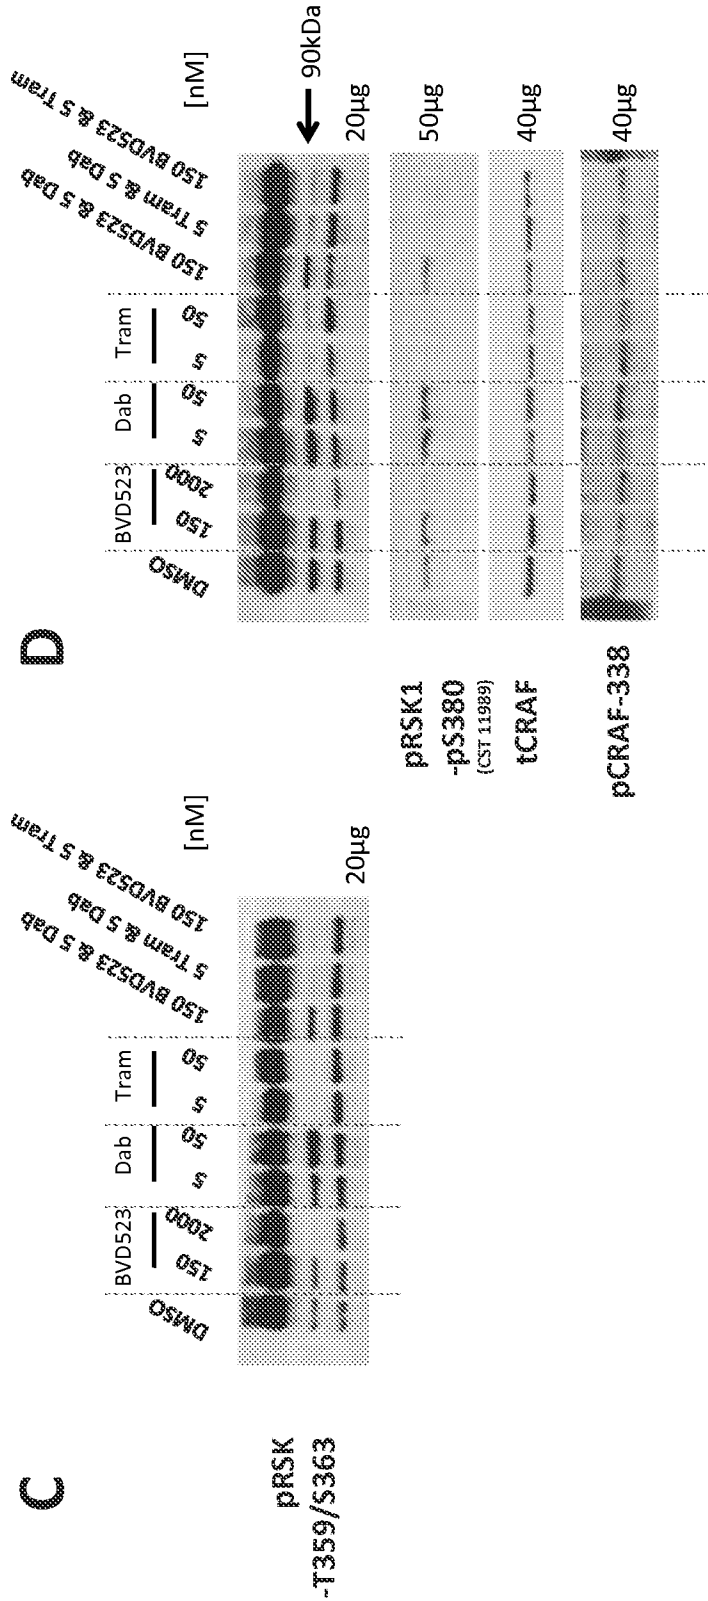 C
BVD523
Dab
Tram
DMSO
150
2000
5
50
5
50
150 BVD523 & 5 Dab
5 Tram & 5 Dab
150 BVD523 & 5 Tram
[nM]
pRSK
-T359/S363
20µg
D
BVD523
Dab
Tram
DMSO
150
2000
5
50
5
50
150 BVD523 & 5 Dab
5 Tram & 5 Dab
150 BVD523 & 5 Tram
[nM]
90kDa
20µg
pRSK1
-pS380
(CST 11989)
50µg
tCRAF
40µg
pCRAF-338
40µg